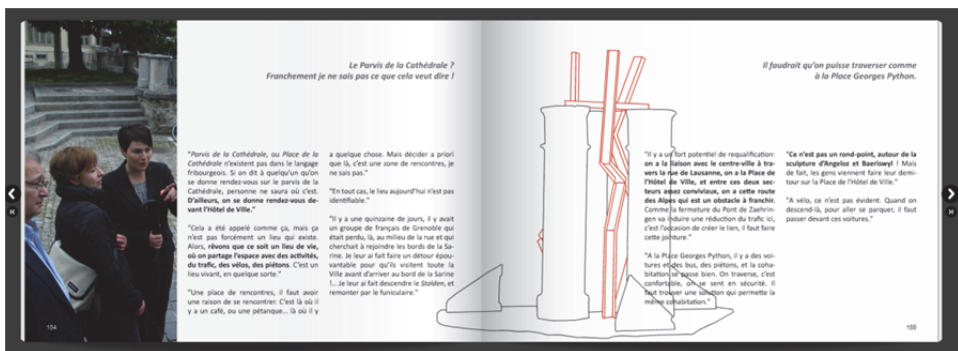 Le Parvis de la Cathédrale ?
Franchement je ne sais pas ce que cela veut dire !
"Parvis de la Cathédrale, ou Place de la
Cathédrale n'existent pas dans le langage
fribourgeois. Si on dit à quelqu'un qu'on
se donne rendez-vous sur le parvis de la
Cathédrale, personne ne saura où c'est.
D'ailleurs, on se donne rendez-vous de-
vant l'Hôtel de Ville."
"Cela a été appelé comme ça, mais ça
n'est pas forcément un lieu qui existe.
Alors, rêvons que ce soit un lieu de vie,
où on partage l'espace avec des activités,
du trafic, des vélos, des piétons. C'est un
lieu vivant, en quelque sorte."
"Une place de rencontres, il faut avoir
une raison de se rencontrer. C'est là où il
y a un café, ou une pétanque... là où il y
a quelque chose. Mais décider a priori
que là, c'est une zone de rencontres, je
ne sais pas."
"En tout cas, le lieu aujourd'hui n'est pas
identifiable."
"Il y a une quinzaine de jours, il y avait
un groupe de français de Grenoble qui
était perdu, là, au milieu de la rue et qui
cherchait à rejoindre les bords de la Sa-
rine. Je leur ai fait faire un détour épou-
vantable pour qu'ils visitent toute la
Ville avant d'arriver au bord de la Sarine
!... Je leur ai fait descendre le Stalden, et
remonter par le funiculaire."
154
Il faudrait qu'on puisse traverser comme
à la Place Georges Python.
"Il y a un fort potentiel de requalification:
on a la liaison avec le centre-ville à tra-
vers la rue de Lausanne, on a la Place de
l'Hôtel de Ville, et entre ces deux sec-
teurs assez conviviaux, on a cette route
des Alpes qui est un obstacle à franchir.
Comme la fermeture du Pont de Zaehrin-
gen va induire une réduction du trafic ici,
c'est l'occasion de créer le lien, il faut faire
cette jointure."
"A la Place Georges Python, il y a des voi-
tures et des bus, des piétons, et la coha-
bitation se passe bien. On traverse, c'est
confortable, on se sent en sécurité. Il
faut trouver une solution qui permette la
même cohabitation."
"Ce n'est pas un rond-point, autour de la
sculpture d'Angeloz et Baeriswyl ! Mais
de fait, les gens viennent faire leur demi-
tour sur la Place de l'Hôtel de Ville."
"A vélo, ce n'est pas évident. Quand on
descend-là, pour aller se parquer, il faut
passer devant ces voitures."
155